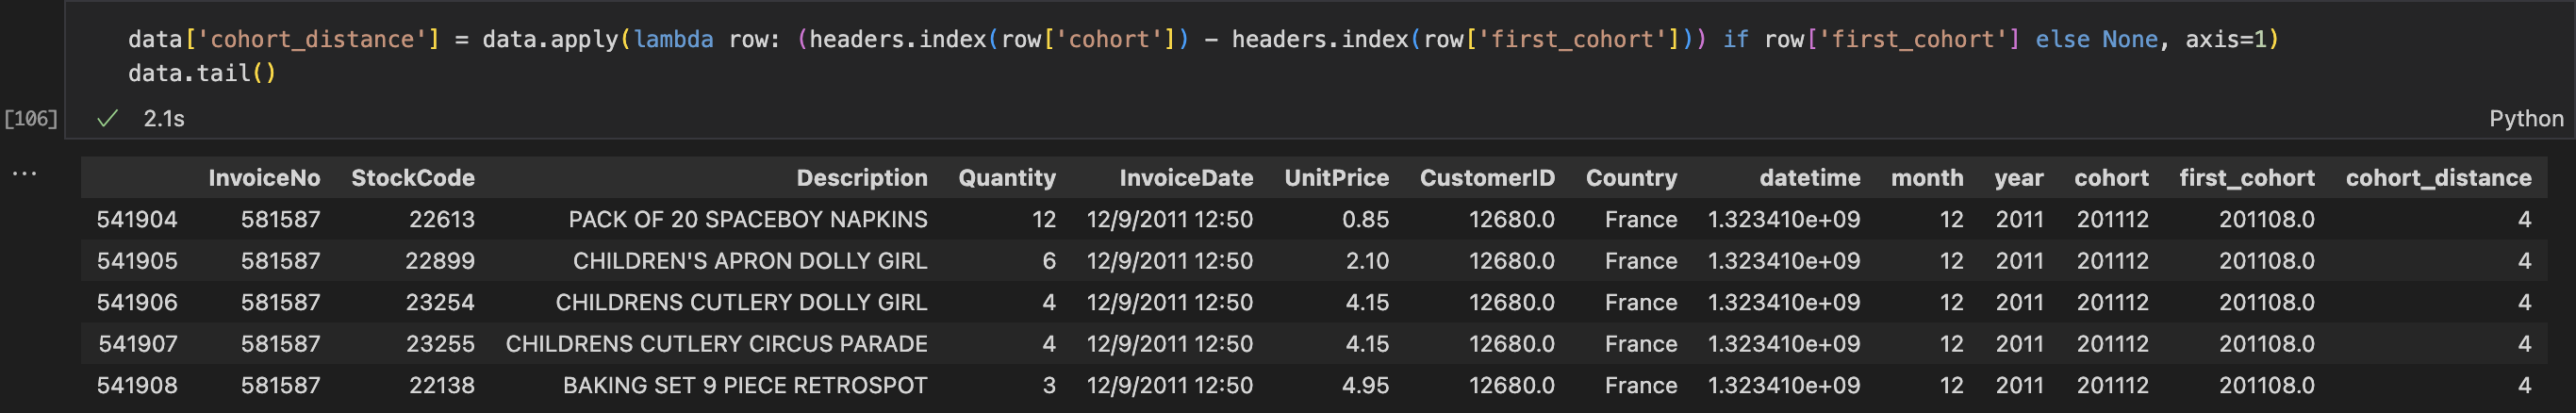 data['cohort_distance'] = data.apply(lambda row: (headers.index(row['cohort']) - headers.index(row['first_cohort'])) if row['first_cohort'] else None, axis=1)
data.tail()
[106] ✓ 2.1s Python
... InvoiceNo StockCode Description Quantity InvoiceDate UnitPrice CustomerID Country datetime month year cohort first_cohort cohort_distance
541904 581587 22613 PACK OF 20 SPACEBOY NAPKINS 12 12/9/2011 12:50 0.85 12680.0 France 1.323410e+09 12 2011 201112 201108.0 4
541905 581587 22899 CHILDREN'S APRON DOLLY GIRL 6 12/9/2011 12:50 2.10 12680.0 France 1.323410e+09 12 2011 201112 201108.0 4
541906 581587 23254 CHILDRENS CUTLERY DOLLY GIRL 4 12/9/2011 12:50 4.15 12680.0 France 1.323410e+09 12 2011 201112 201108.0 4
541907 581587 23255 CHILDRENS CUTLERY CIRCUS PARADE 4 12/9/2011 12:50 4.15 12680.0 France 1.323410e+09 12 2011 201112 201108.0 4
541908 581587 22138 BAKING SET 9 PIECE RETROSPOT 3 12/9/2011 12:50 4.95 12680.0 France 1.323410e+09 12 2011 201112 201108.0 4